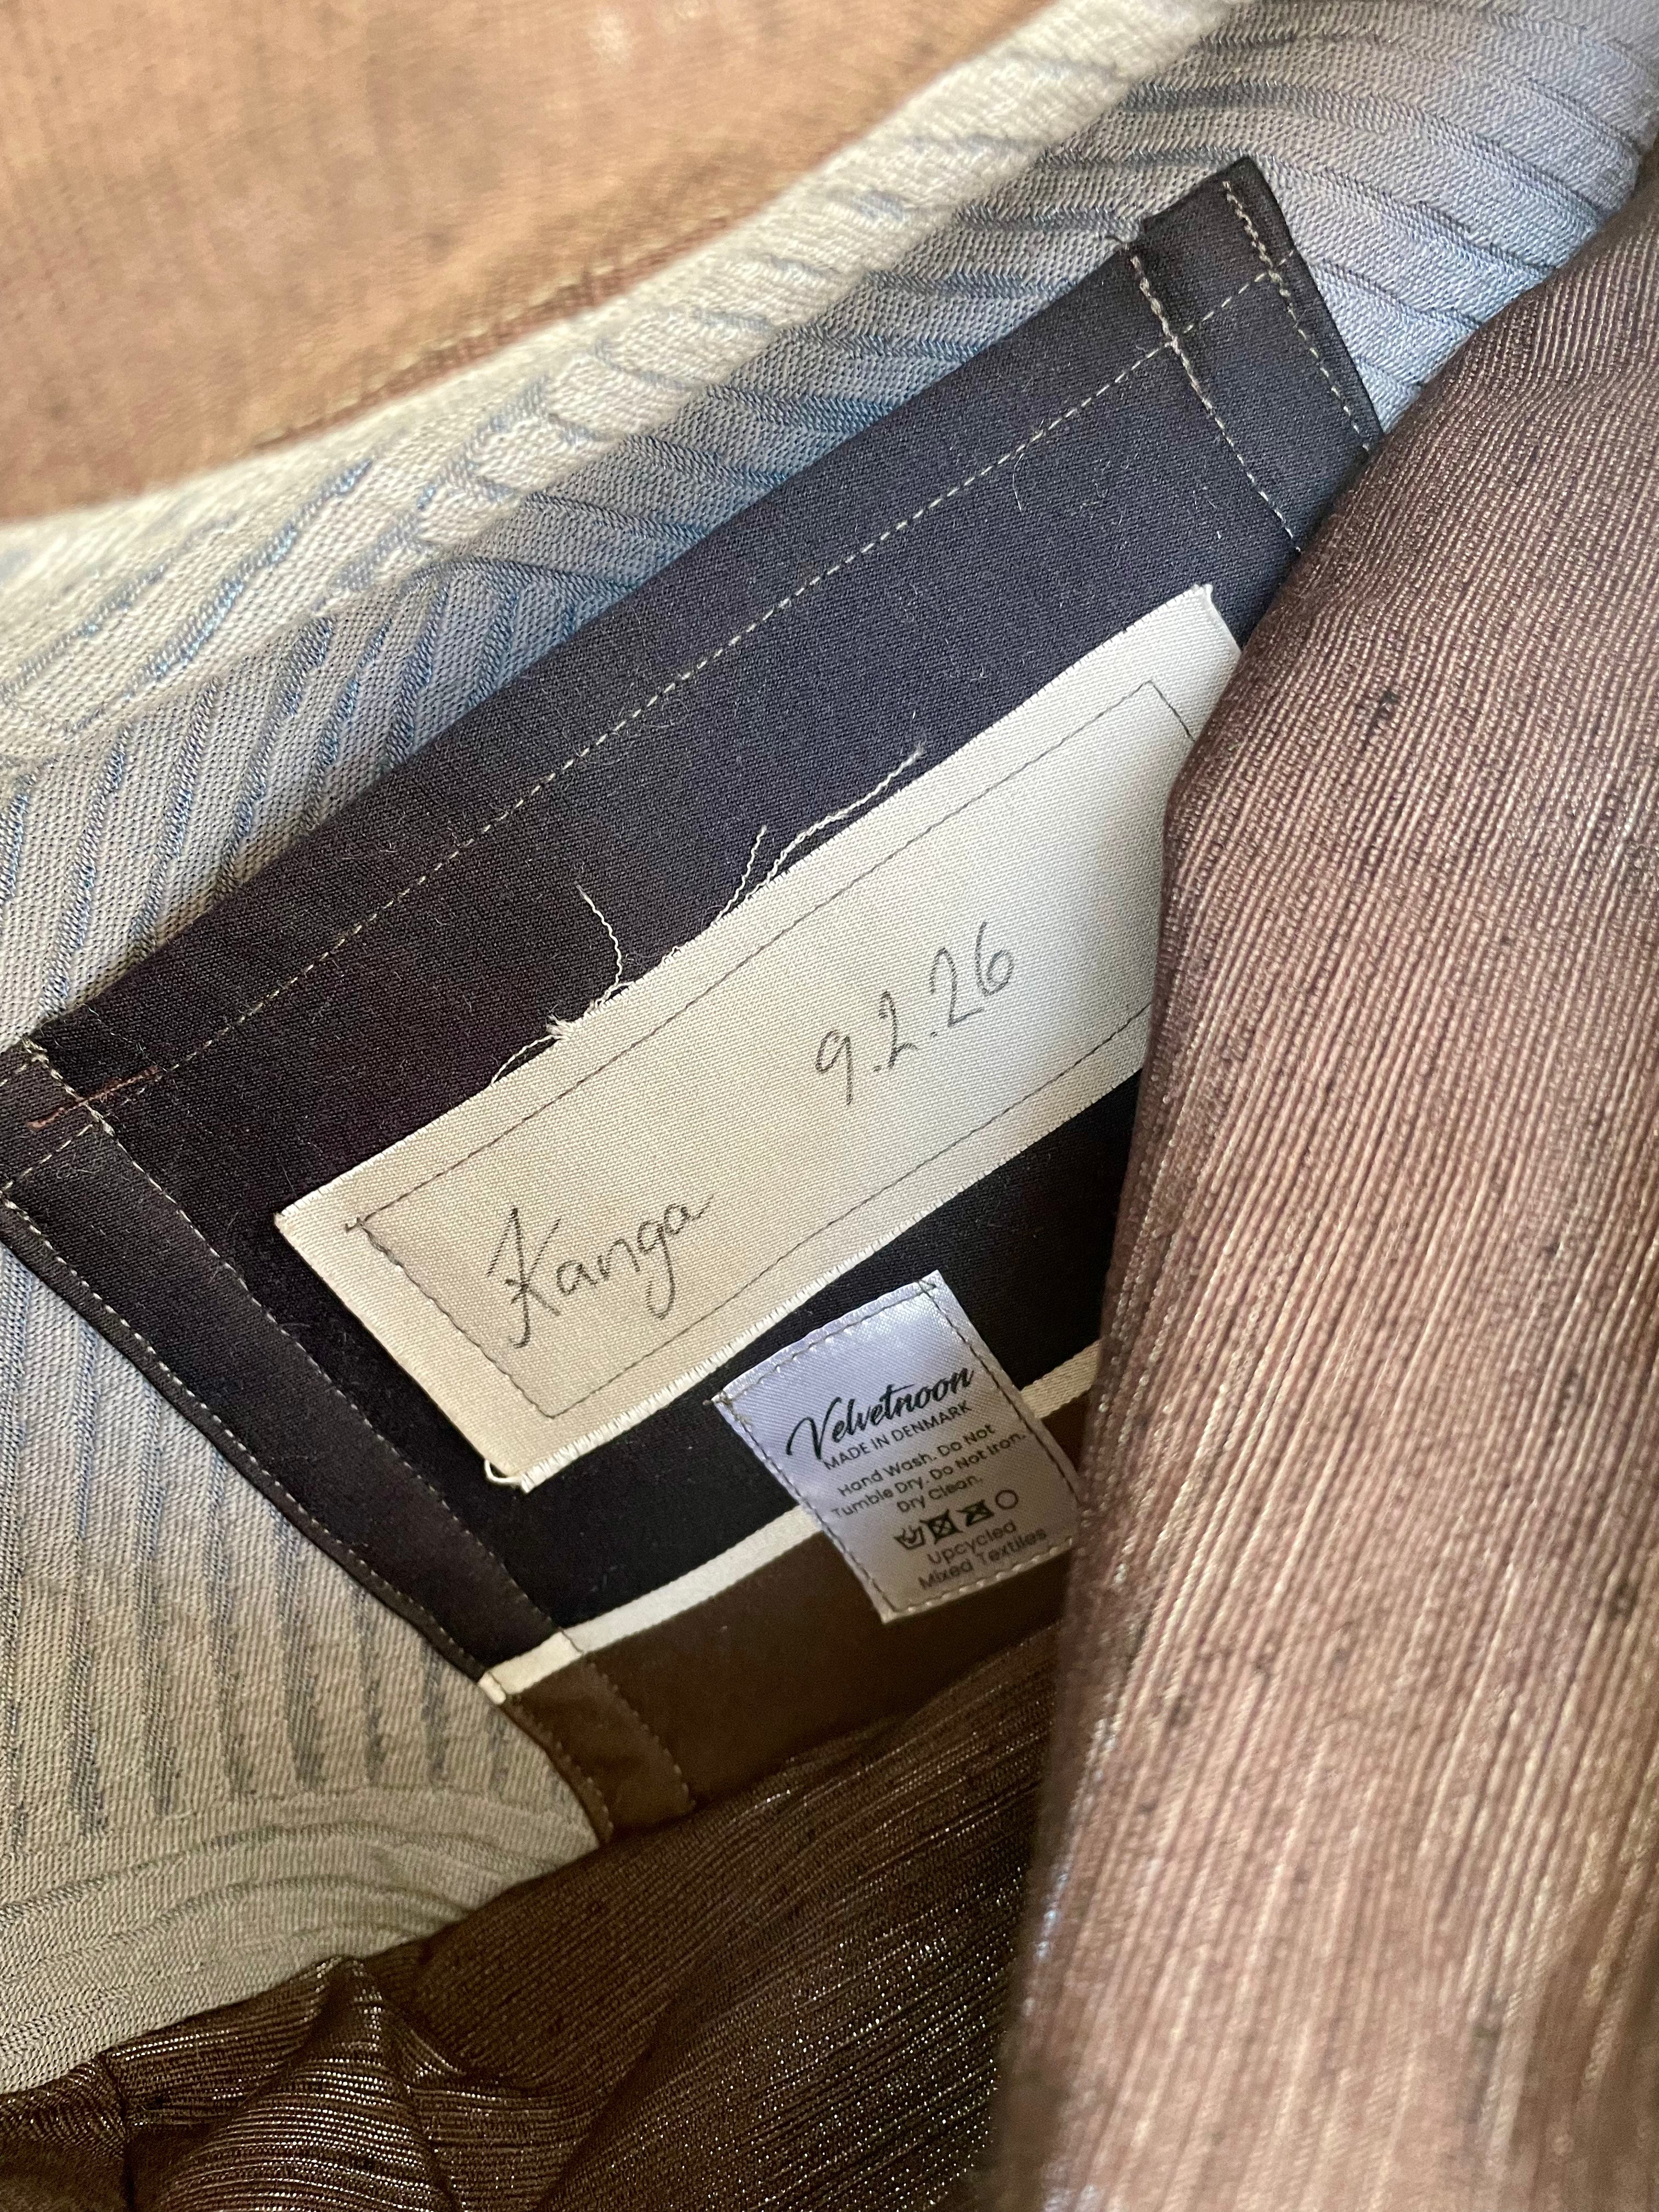 Kanga 9.2.26
Velvetnoon
MADE IN DENMARK
Hand Wash. Do Not
Tumble Dry. Do Not Iron.
Dry Clean.
Upcycled
Mixed Textiles